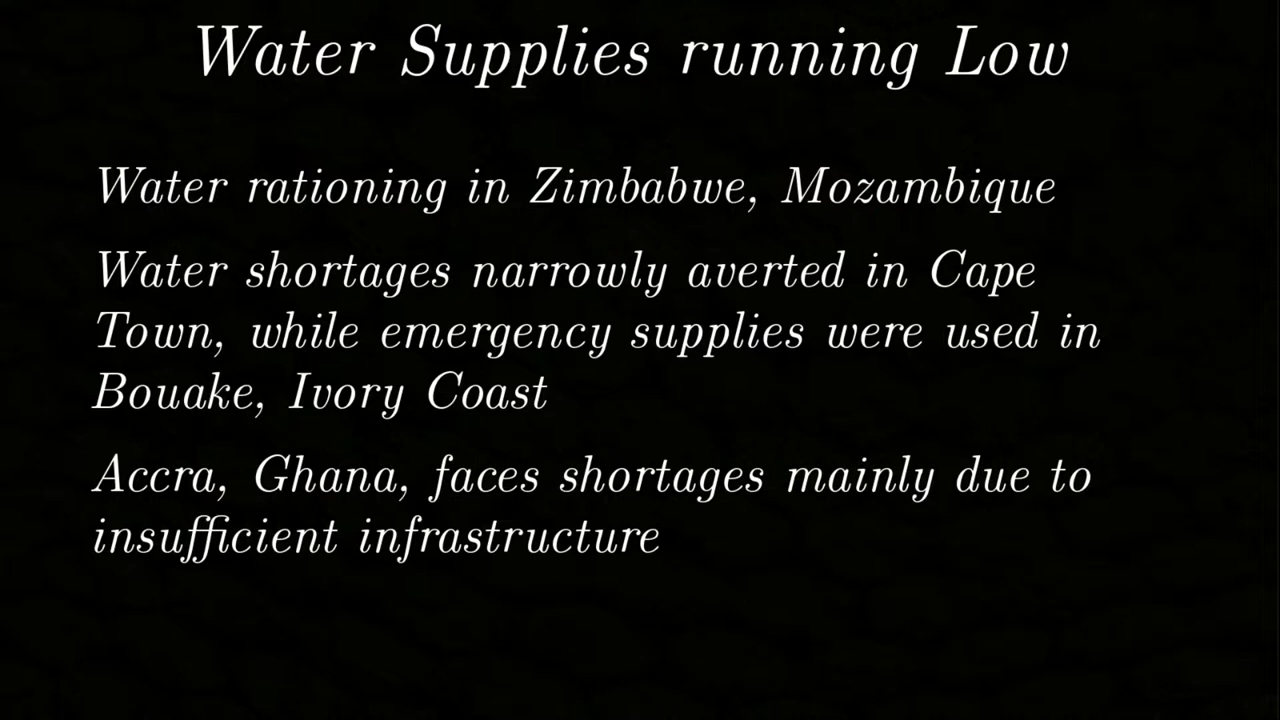 Water Supplies running Low
Water rationing in Zimbabwe, Mozambique
Water shortages narrowly averted in Cape
Town, while emergency supplies were used in
Bouake, Ivory Coast
Accra, Ghana, faces shortages mainly due to
insufficient infrastructure